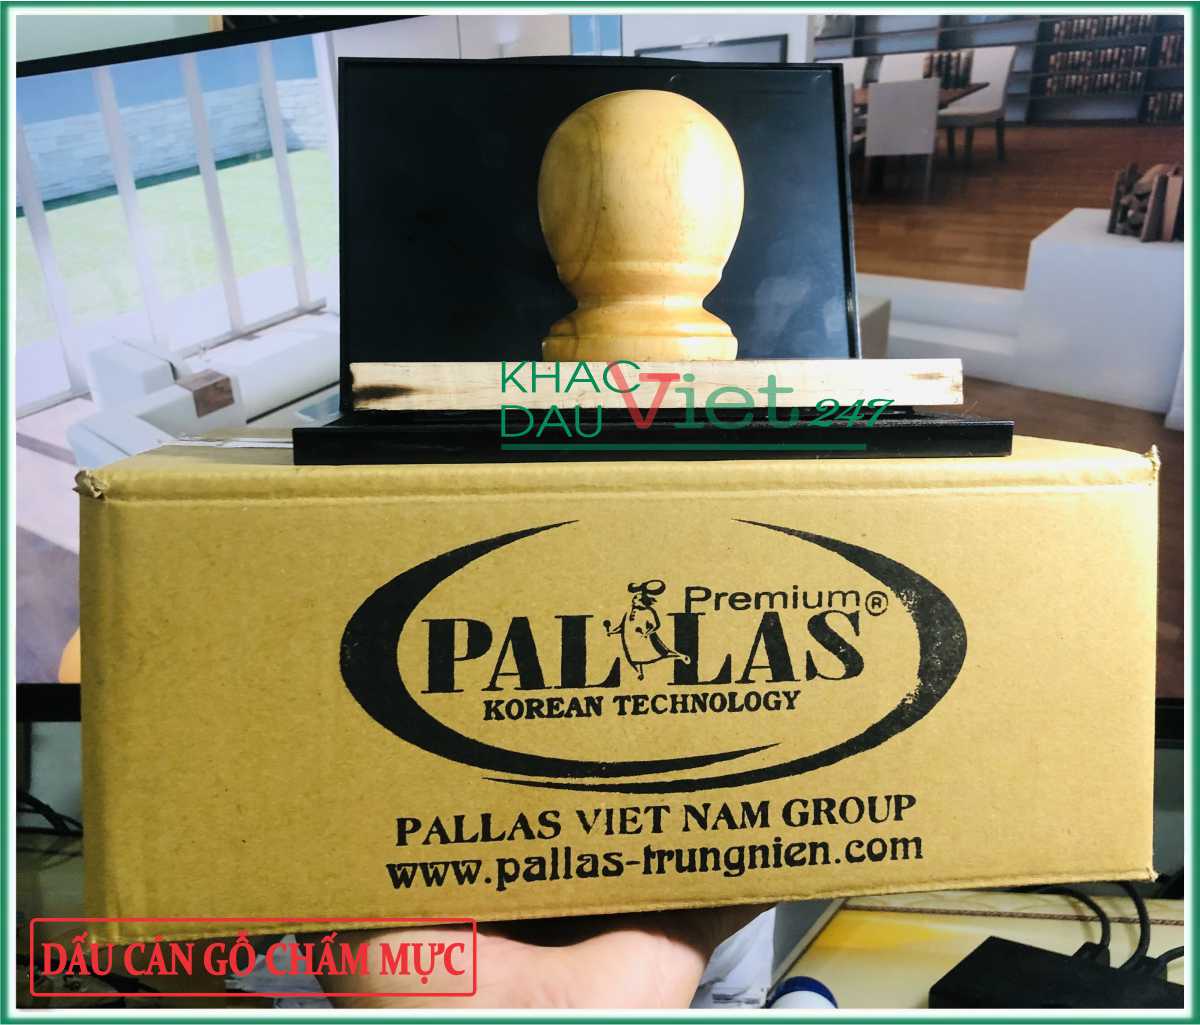 KHAC Viet 247
DAU
Premium®
PALLAS
KOREAN TECHNOLOGY
PALLAS VIET NAM GROUP
www.pallas-trungnien.com
DẤU CÁN GỖ CHẤM MỰC